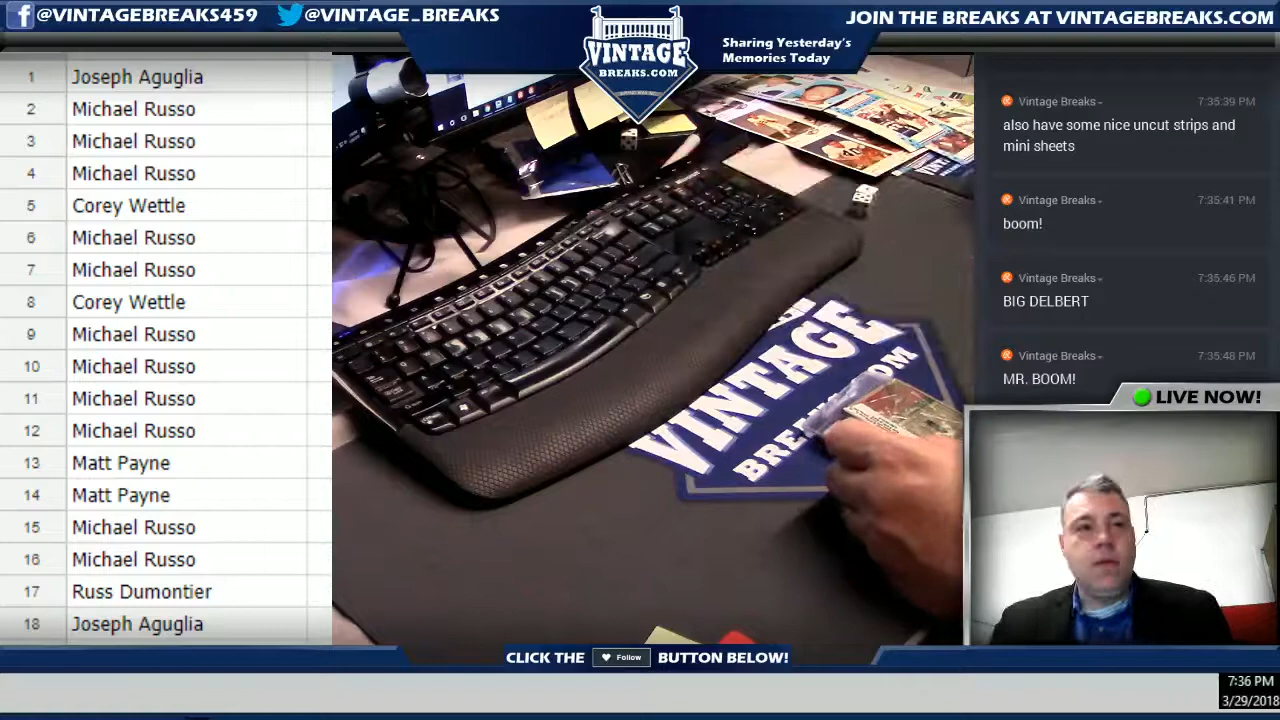 @VINTAGEBREAKS459
@VINTAGE_BREAKS
VINTAGE
BREAKS.COM
Sharing Yesterday's
Memories Today
JOIN THE BREAKS AT VINTAGEBREAKS.COM
1 Joseph Aguglia
2 Michael Russo
3 Michael Russo
4 Michael Russo
5 Corey Wettle
6 Michael Russo
7 Michael Russo
8 Corey Wettle
9 Michael Russo
10 Michael Russo
11 Michael Russo
12 Michael Russo
13 Matt Payne
14 Matt Payne
15 Michael Russo
16 Michael Russo
17 Russ Dumontier
18 Joseph Aguglia
VINTAGE
Vintage Breaks 7:35:39 PM
also have some nice uncut strips and
mini sheets
Vintage Breaks 7:35:41 PM
boom!
Vintage Breaks 7:35:46 PM
BIG DELBERT
Vintage Breaks 7:35:48 PM
MR. BOOM!
LIVE NOW!
CLICK THE Follow BUTTON BELOW!
7:36 PM
3/29/2018